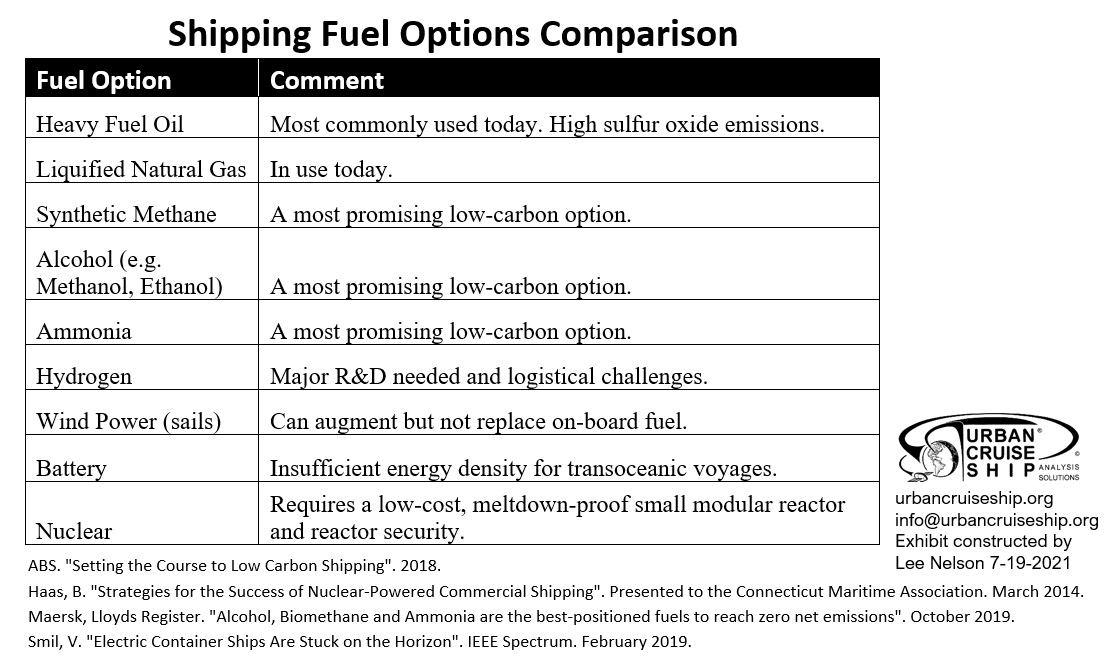 Shipping Fuel Options Comparison
Fuel Option Comment
Heavy Fuel Oil Most commonly used today. High sulfur oxide emissions.
Liquified Natural Gas In use today.
Synthetic Methane A most promising low-carbon option.
Alcohol (e.g.
Methanol, Ethanol) A most promising low-carbon option.
Ammonia A most promising low-carbon option.
Hydrogen Major R&D needed and logistical challenges.
Wind Power (sails) Can augment but not replace on-board fuel.
Battery Insufficient energy density for transoceanic voyages.
Requires a low-cost, meltdown-proof small modular reactor
Nuclear and reactor security.
URBAN®
CRUISE ©
SHIP ANALYSIS
SOLUTIONS
urbancruiseship.org
info@urbancruiseship.org
Exhibit constructed by
Lee Nelson 7-19-2021
ABS. "Setting the Course to Low Carbon Shipping". 2018.
Haas, B. "Strategies for the Success of Nuclear-Powered Commercial Shipping". Presented to the Connecticut Maritime Association. March 2014.
Maersk, Lloyds Register. "Alcohol, Biomethane and Ammonia are the best-positioned fuels to reach zero net emissions". October 2019.
Smil, V. "Electric Container Ships Are Stuck on the Horizon". IEEE Spectrum. February 2019.